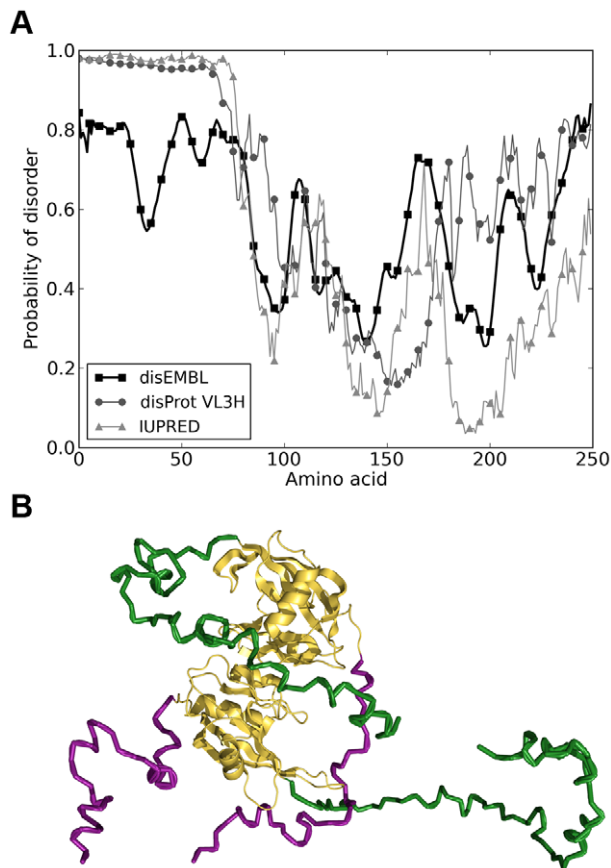 A
1.0
0.8
0.6
0.4
0.2
0.0
Probability of disorder
disEMBL
disProt VL3H
IUPRED
0 50 100 150 200 250
Amino acid
B